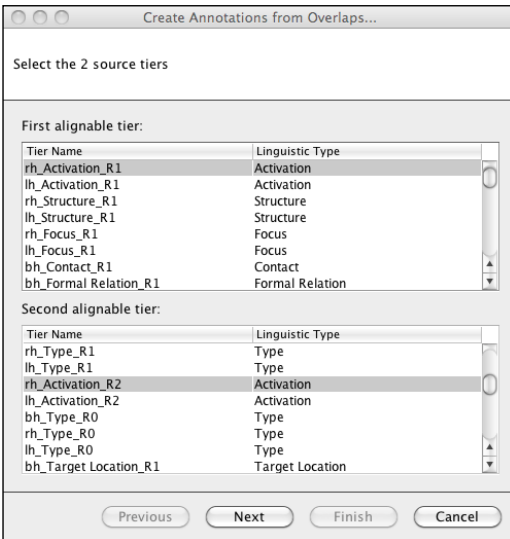 Create Annotations from Overlaps...
Select the 2 source tiers
First alignable tier:
Tier Name Linguistic Type
rh_Activation_R1 Activation
lh_Activation_R1 Activation
rh_Structure_R1 Structure
lh_Structure_R1 Structure
rh_Focus_R1 Focus
lh_Focus_R1 Focus
bh_Contact_R1 Contact
bh_Formal Relation_R1 Formal Relation
Second alignable tier:
Tier Name Linguistic Type
rh_Type_R1 Type
lh_Type_R1 Type
rh_Activation_R2 Activation
lh_Activation_R2 Activation
bh_Type_R0 Type
rh_Type_R0 Type
lh_Type_R0 Type
bh_Target Location_R1 Target Location
Previous Next Finish Cancel